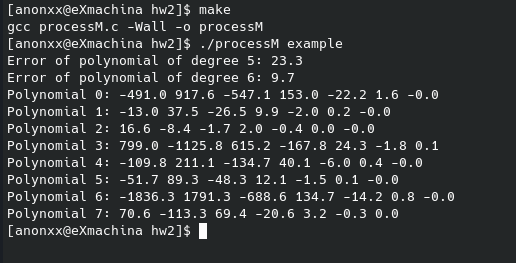 [anonxx@eXmachina hw2]$ make
gcc processM.c -Wall -o processM
[anonxx@eXmachina hw2]$ ./processM example
Error of polynomial of degree 5: 23.3
Error of polynomial of degree 6: 9.7
Polynomial 0: -491.0 917.6 -547.1 153.0 -22.2 1.6 -0.0
Polynomial 1: -13.0 37.5 -26.5 9.9 -2.0 0.2 -0.0
Polynomial 2: 16.6 -8.4 -1.7 2.0 -0.4 0.0 -0.0
Polynomial 3: 799.0 -1125.8 615.2 -167.8 24.3 -1.8 0.1
Polynomial 4: -109.8 211.1 -134.7 40.1 -6.0 0.4 -0.0
Polynomial 5: -51.7 89.3 -48.3 12.1 -1.5 0.1 -0.0
Polynomial 6: -1836.3 1791.3 -688.6 134.7 -14.2 0.8 -0.0
Polynomial 7: 70.6 -113.3 69.4 -20.6 3.2 -0.3 0.0
[anonxx@eXmachina hw2]$